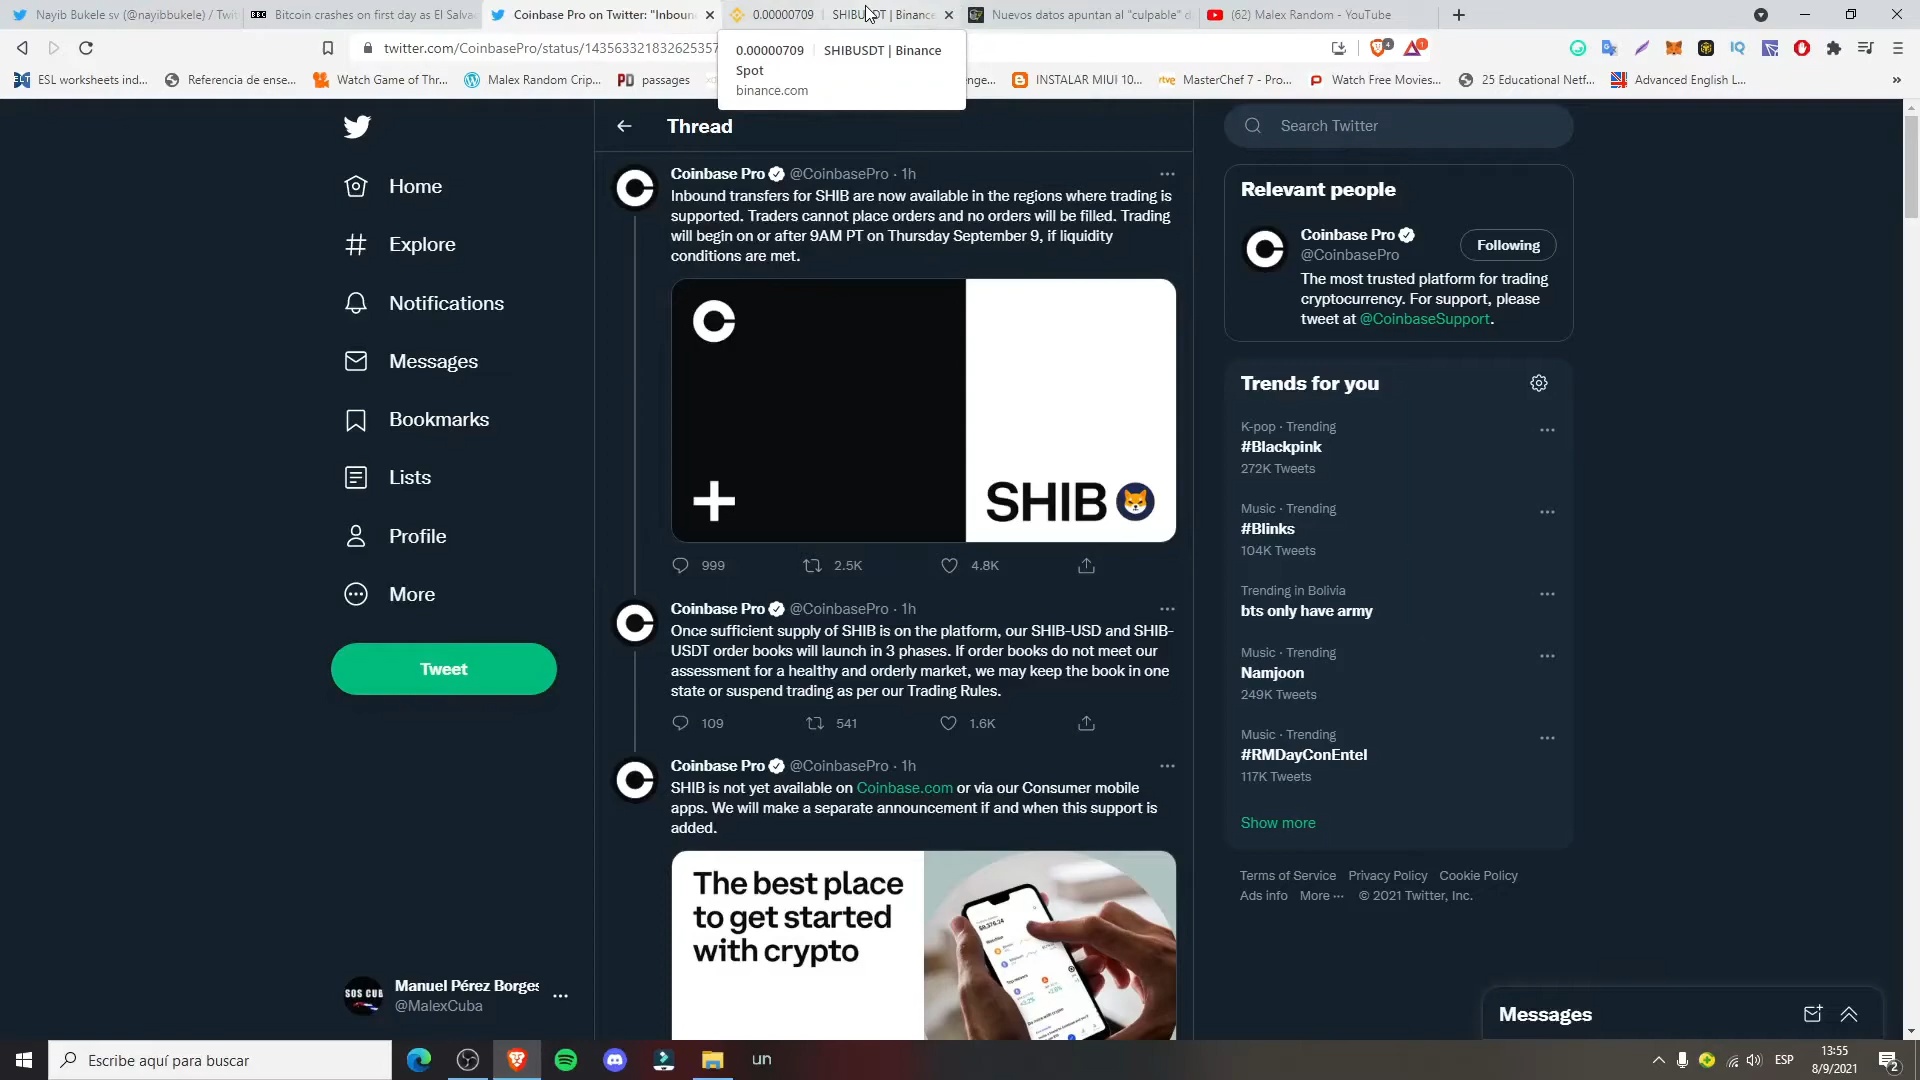 Nayib Bukele sv (@nayibbukele) / Twit
Bitcoin crashes on first day as El Salva
Coinbase Pro on Twitter: "Inboun
0.00000709 | SHIBUSDT | Binance
Nuevos datos apuntan al "culpable" d
(62) Malex Random - YouTube
twitter.com/CoinbasePro/status/1435633218326253571
0.00000709 | SHIBUSDT | Binance
Spot
binance.com
ESL worksheets ind...
Referencia de ense...
Watch Game of Thr...
Malex Random Crip...
PD passages
enge...
INSTALAR MIUI 10...
rtve MasterChef 7 - Pro...
Watch Free Movies...
25 Educational Netf...
Advanced English L...
Thread
Search Twitter
Home
Explore
Notifications
Messages
Bookmarks
Lists
Profile
More
Tweet
Manuel Pérez Borges
@MalexCuba
SOS CUB
Coinbase Pro @CoinbasePro · 1h
Inbound transfers for SHIB are now available in the regions where trading is
supported. Traders cannot place orders and no orders will be filled. Trading
will begin on or after 9AM PT on Thursday September 9, if liquidity
conditions are met.
SHIB
999 2.5K 4.8K
Coinbase Pro @CoinbasePro · 1h
Once sufficient supply of SHIB is on the platform, our SHIB-USD and SHIB-
USDT order books will launch in 3 phases. If order books do not meet our
assessment for a healthy and orderly market, we may keep the book in one
state or suspend trading as per our Trading Rules.
109 541 1.6K
Coinbase Pro @CoinbasePro · 1h
SHIB is not yet available on Coinbase.com or via our Consumer mobile
apps. We will make a separate announcement if and when this support is
added.
The best place
to get started
with crypto
Relevant people
Coinbase Pro
@CoinbasePro
Following
The most trusted platform for trading
cryptocurrency. For support, please
tweet at @CoinbaseSupport.
Trends for you
K-pop · Trending
#Blackpink
272K Tweets
Music · Trending
#Blinks
104K Tweets
Trending in Bolivia
bts only have army
Music · Trending
Namjoon
249K Tweets
Music · Trending
#RMDayConEntel
117K Tweets
Show more
Terms of Service Privacy Policy Cookie Policy
Ads info More ··· © 2021 Twitter, Inc.
Messages
Escribe aquí para buscar
un
ESP
13:55
8/9/2021
2